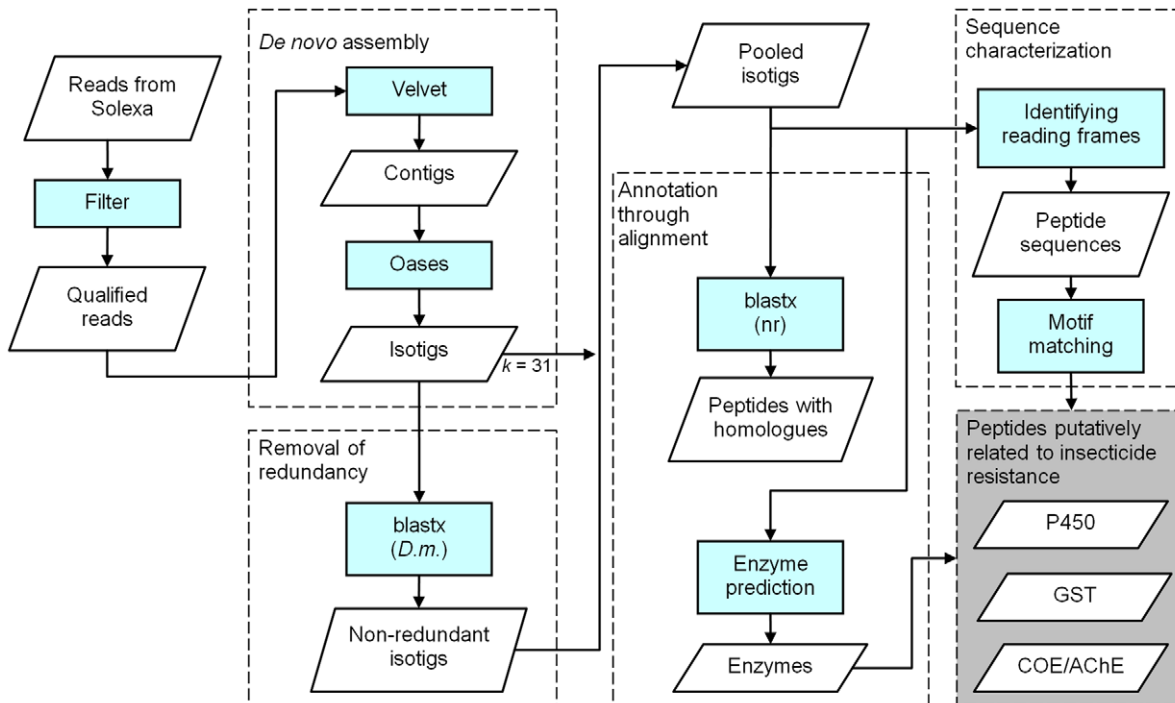 Reads from
Solexa
Filter
Qualified
reads
De novo assembly
Velvet
Contigs
Oases
Isotigs
k = 31
Removal of
redundancy
blastx
(D.m.)
Non-redundant
isotigs
Pooled
isotigs
Annotation
through
alignment
blastx
(nr)
Peptides with
homologues
Enzyme
prediction
Enzymes
Sequence
characterization
Identifying
reading frames
Peptide
sequences
Motif
matching
Peptides putatively
related to insecticide
resistance
P450
GST
COE/AChE